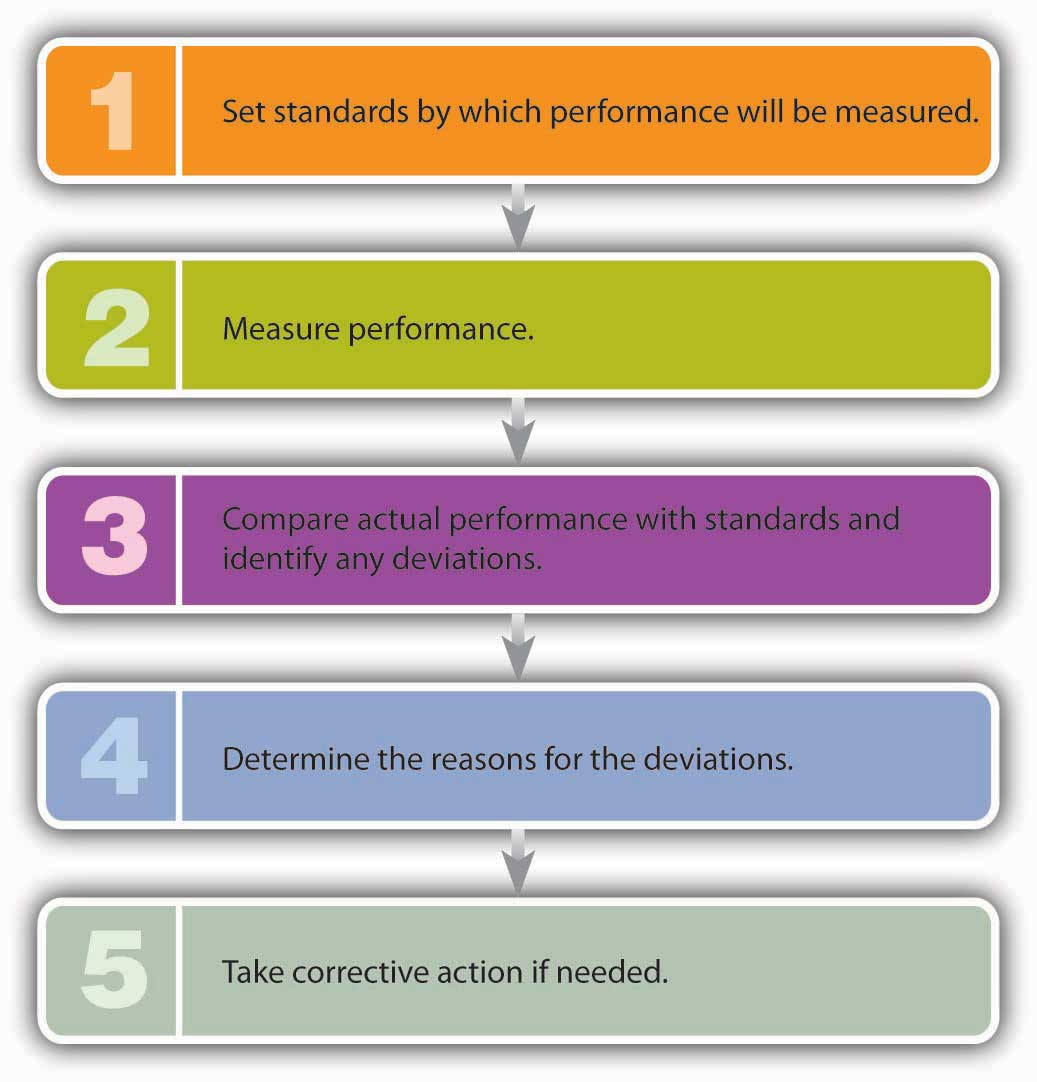 1
Set standards by which performance will be measured.
2
Measure performance.
3
Compare actual performance with standards and
identify any deviations.
4
Determine the reasons for the deviations.
5
Take corrective action if needed.